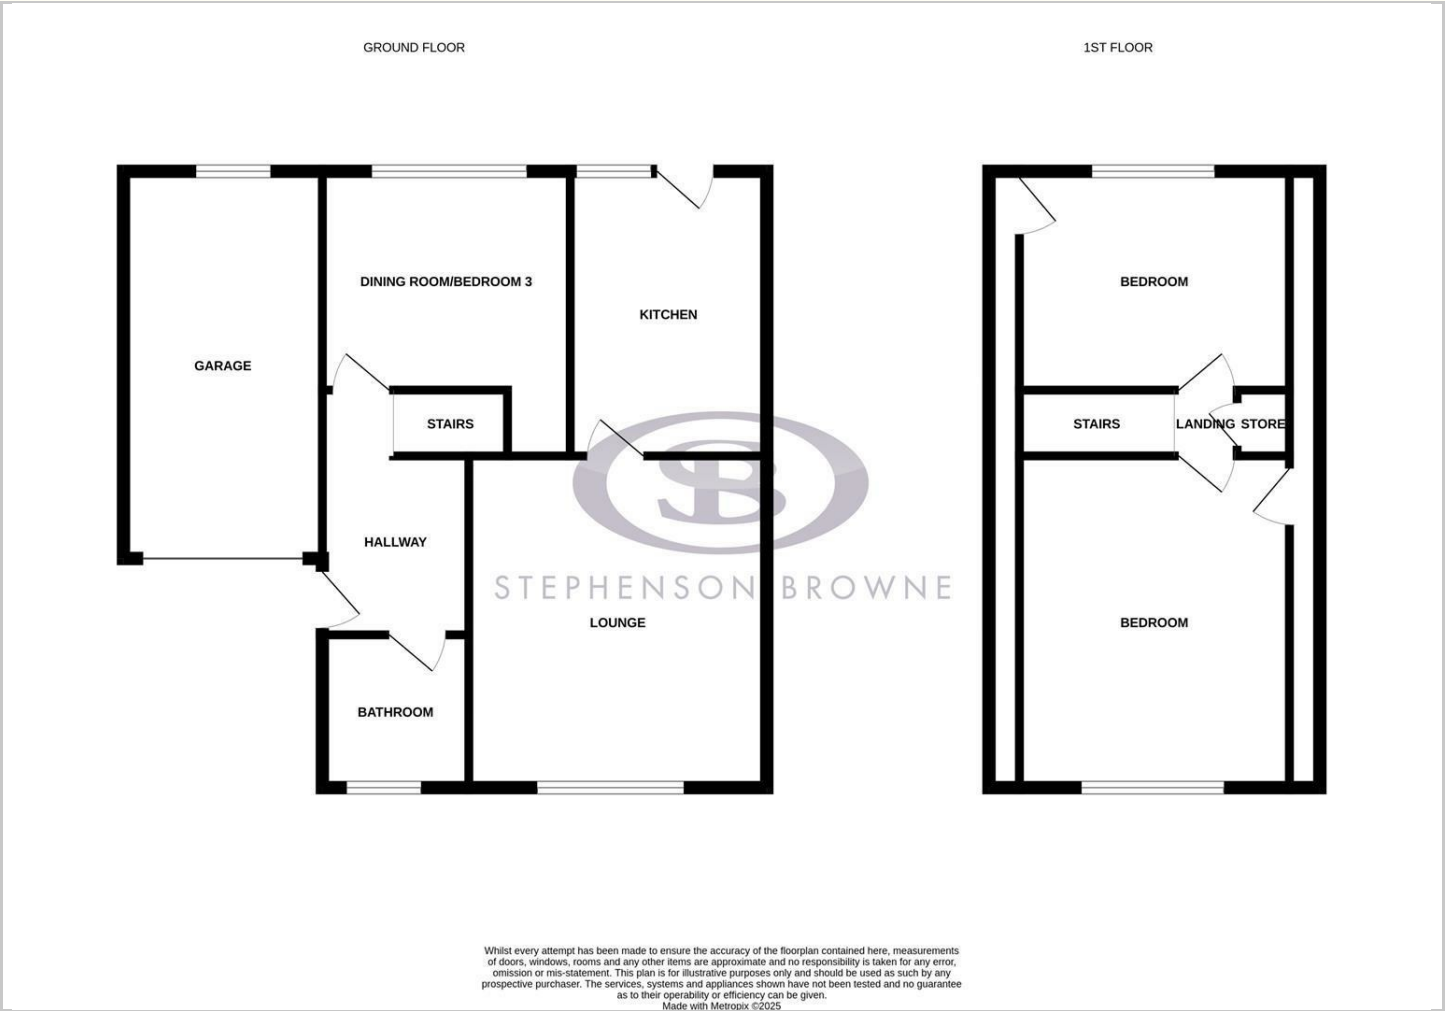 GROUND FLOOR
1ST FLOOR
DINING ROOM/BEDROOM 3
BEDROOM
KITCHEN
GARAGE
STAIRS
STAIRS
LANDING
STORE
HALLWAY
STEPHENSON BROWNE
LOUNGE
BEDROOM
BATHROOM
Whilst every attempt has been made to ensure the accuracy of the floorplan contained here, measurements
of doors, windows, rooms and any other items are approximate and no responsibility is taken for any error,
omission or mis-statement. This plan is for illustrative purposes only and should be used as such by any
prospective purchaser. The services, systems and appliances shown have not been tested and no guarantee
as to their operability or efficiency can be given.
Made with Metropix ©2025